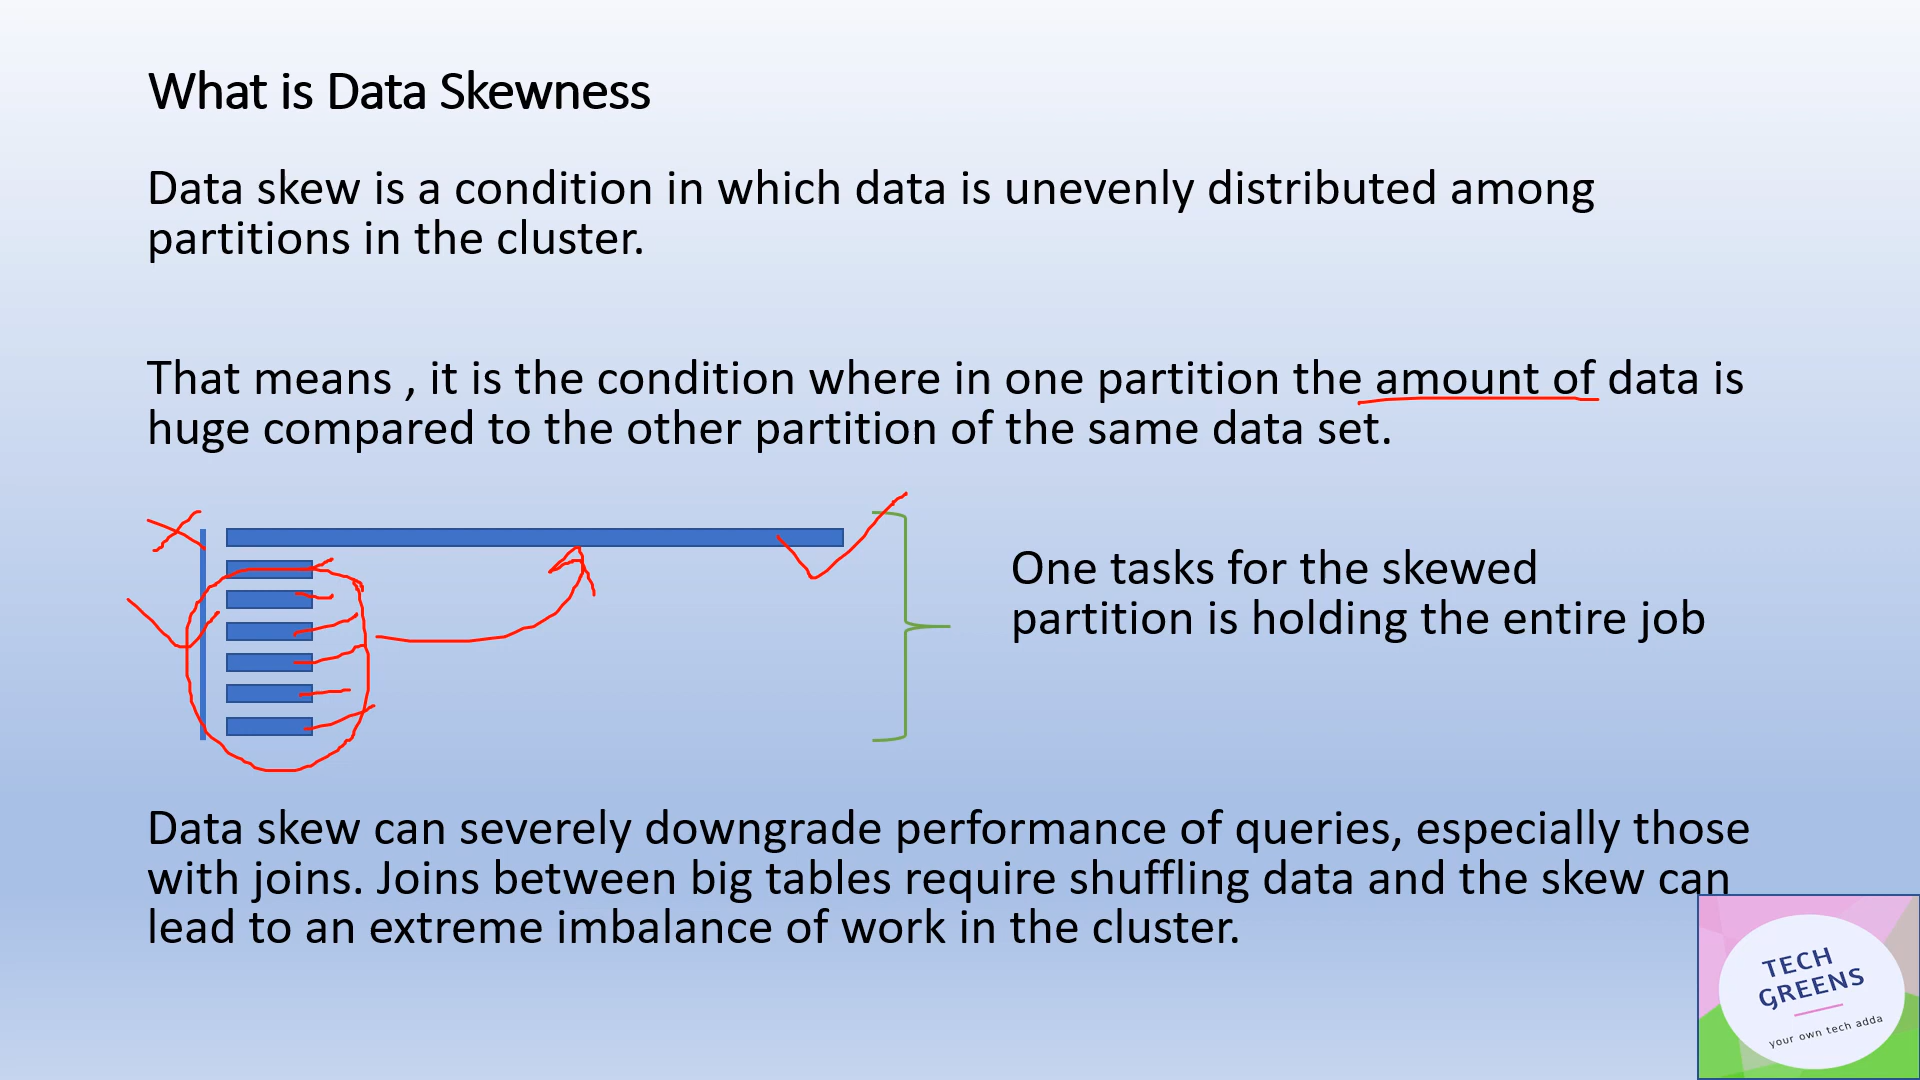 What is Data Skewness
Data skew is a condition in which data is unevenly distributed among
partitions in the cluster.
That means , it is the condition where in one partition the amount of data is
huge compared to the other partition of the same data set.
One tasks for the skewed
partition is holding the entire job
Data skew can severely downgrade performance of queries, especially those
with joins. Joins between big tables require shuffling data and the skew can
lead to an extreme imbalance of work in the cluster.
TECH
GREENS
your own tech adda